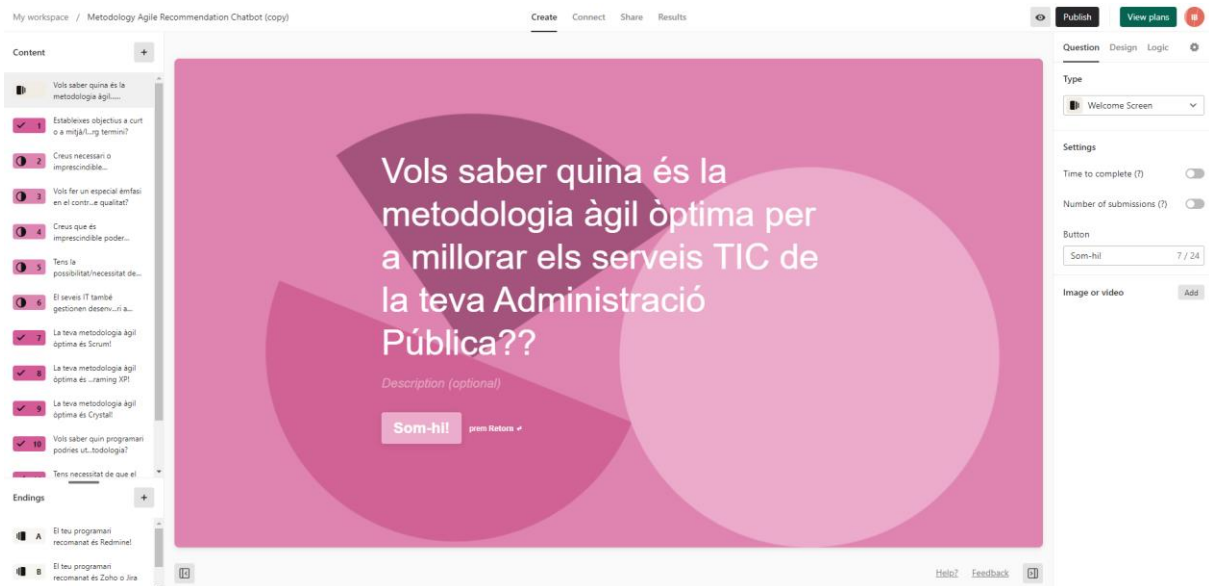 My workspace / Metodology Agile Recommendation Chatbot (copy)
Create Connect Share Results
Publish
View plans
Content
+
Vols saber quina és la
metodologia àgil......
1 Estableixes objectius a curt
o a mitjà/l...rg termini?
2 Creus necessari o
imprescindible...
3 Vols fer un especial émfasi
en el contr...e qualitat?
4 Creus que és
imprescindible poder...
5 Tens la
possibilitat/necessitat de...
6 El seveis IT també
gestionen desenv...ri a...
7 La teva metodologia àgil
òptima és Scrum!
8 La teva metodologia àgil
óptima és ...raming XP!
9 La teva metodologia àgil
óptima és Crystal!
10 Vols saber quin programari
podries ut...todologia?
Tens necessitat de que el
Endings
+
A El teu programari
recomanat és Redmine!
B El teu programari
recomanat és Zoho o Jira
Vols saber quina és la
metodologia àgil òptima per
a millorar els serveis TIC de
la teva Administració
Pública??
Description (optional)
Som-hi! prem Retorn ↵
Help? Feedback
Question Design Logic
Type
Welcome Screen
Settings
Time to complete (?)
Number of submissions (?)
Button
Som-hi! 7 / 24
Image or video Add